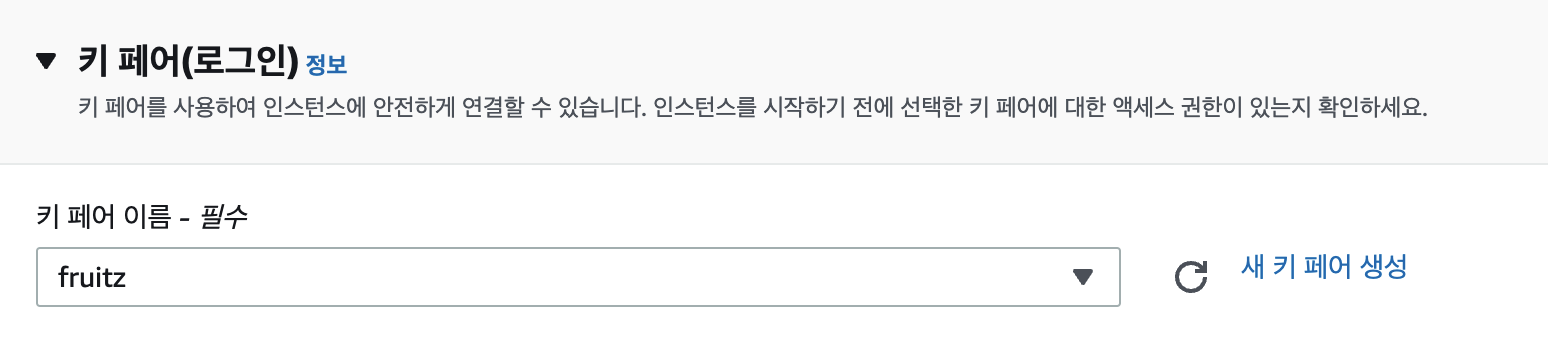 키 페어(로그인) 정보
키 페어를 사용하여 인스턴스에 안전하게 연결할 수 있습니다. 인스턴스를 시작하기 전에 선택한 키 페어에 대한 액세스 권한이 있는지 확인하세요.
키 페어 이름 - 필수
fruitz
새 키 페어 생성